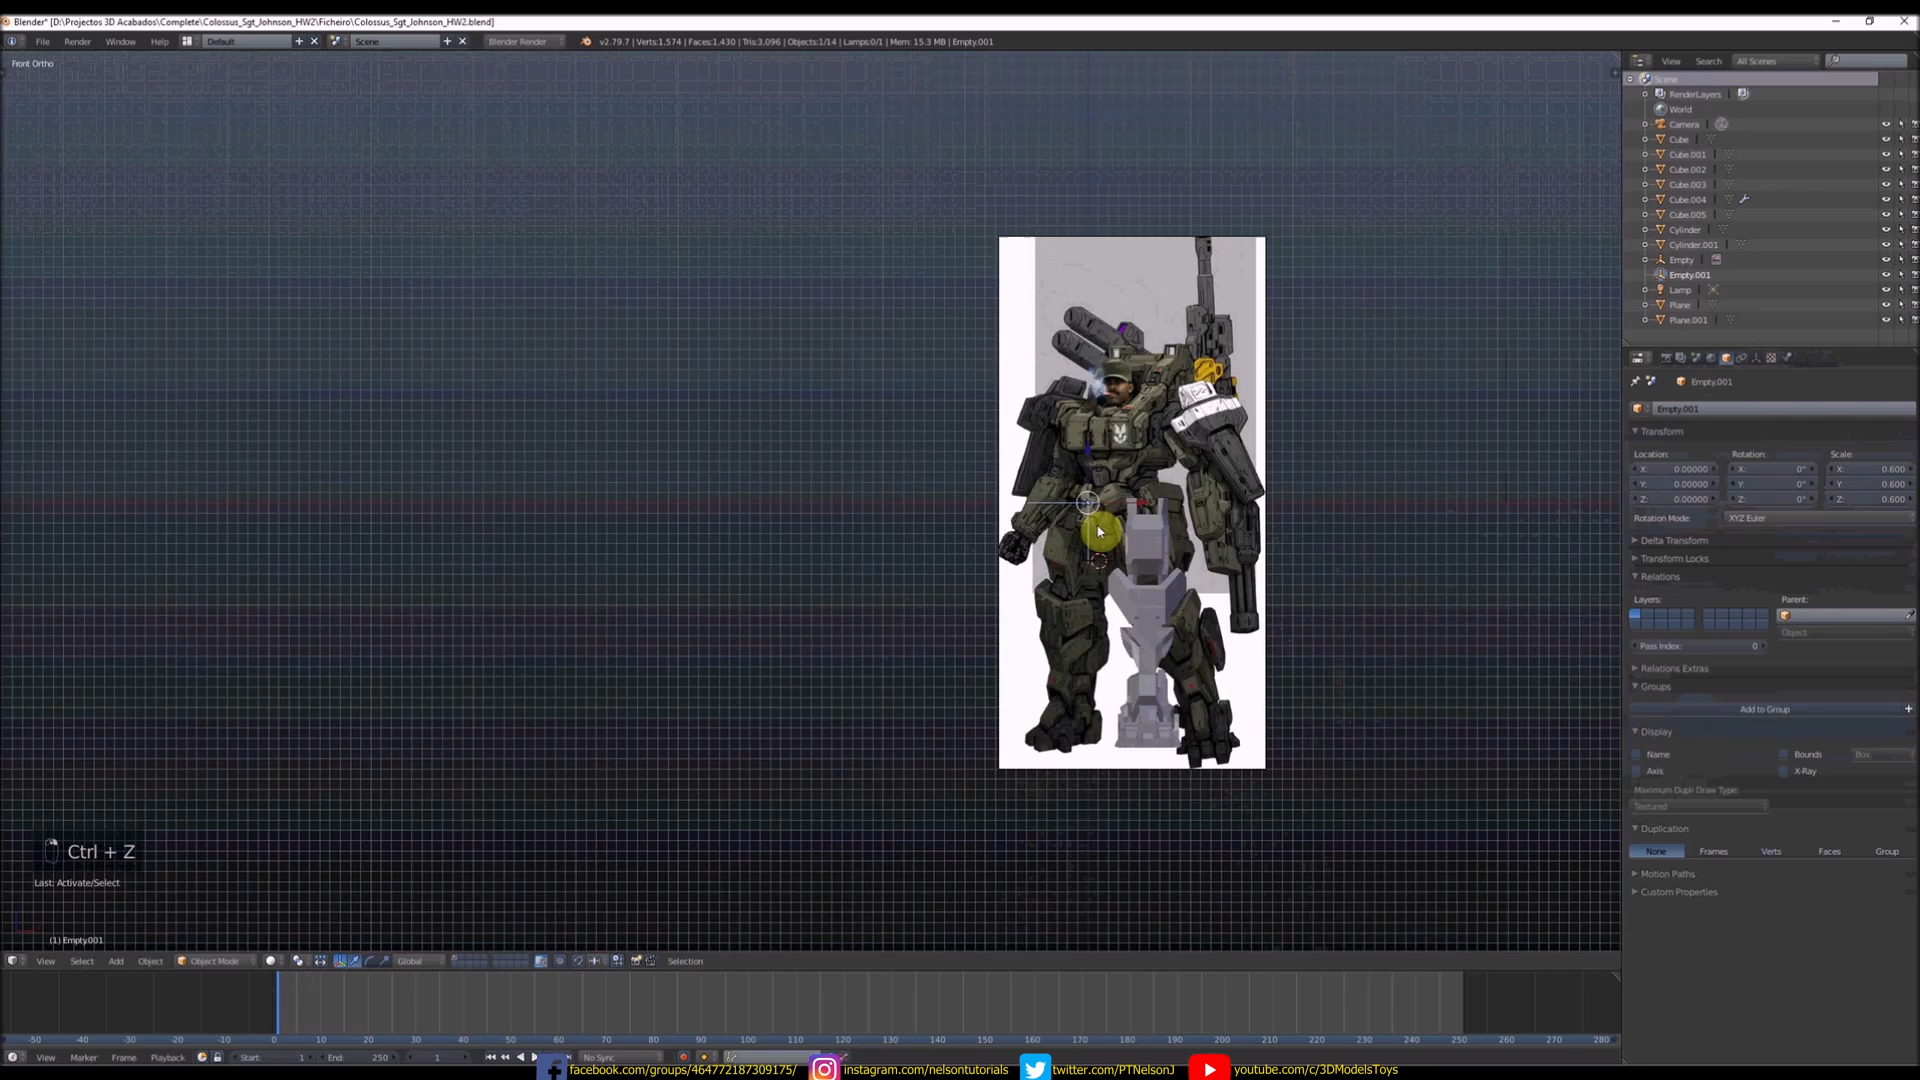 Blender* [D:\Projectos 3D Acabados\Complete\Colossus_Sgt_Johnson_HW2\Ficheiro\Colossus_Sgt_Johnson_HW2.blend]
File Render Window Help Default Scene Blender Render v2.79.7 | Verts:1,574 | Faces:1,430 | Tris:3,096 | Objects:1/14 | Lamps:0/1 | Mem: 15.3 MB | Empty.001
Front Ortho
View Search All Scenes
Scene
RenderLayers
World
Camera
Cube
Cube.001
Cube.002
Cube.003
Cube.004
Cube.005
Cylinder
Cylinder.001
Empty
Empty.001
Lamp
Plane
Plane.001
Empty.001
Empty.001
Transform
Location: Rotation: Scale:
X: 0.00000 X: 0° X: 0.600
Y: 0.00000 Y: 0° Y: 0.600
Z: 0.00000 Z: 0° Z: 0.600
Rotation Mode: XYZ Euler
Delta Transform
Transform Locks
Relations
Layers: Parent:
Object
Pass Index: 0
Relations Extras
Groups
Add to Group
Display
Name Bounds Box
Axis X-Ray
Maximum Dupli Draw Type:
Textured
Duplication
None Frames Verts Faces Group
Motion Paths
Custom Properties
Ctrl + Z
Last: Activate/Select
(1) Empty.001
View Select Add Object Object Mode Global Selection
-50 -40 -30 -20 -10 0 10 20 30 40 50 60 70 80 90 100 110 120 130 140 150 160 170 180 190 200 210 220 230 240 250 260 270 280
View Marker Frame Playback Start: 1 End: 250 1 No Sync
facebook.com/groups/464772187309175/ instagram.com/nelsontutorials twitter.com/PTNelsonJ youtube.com/c/3DModelsToys